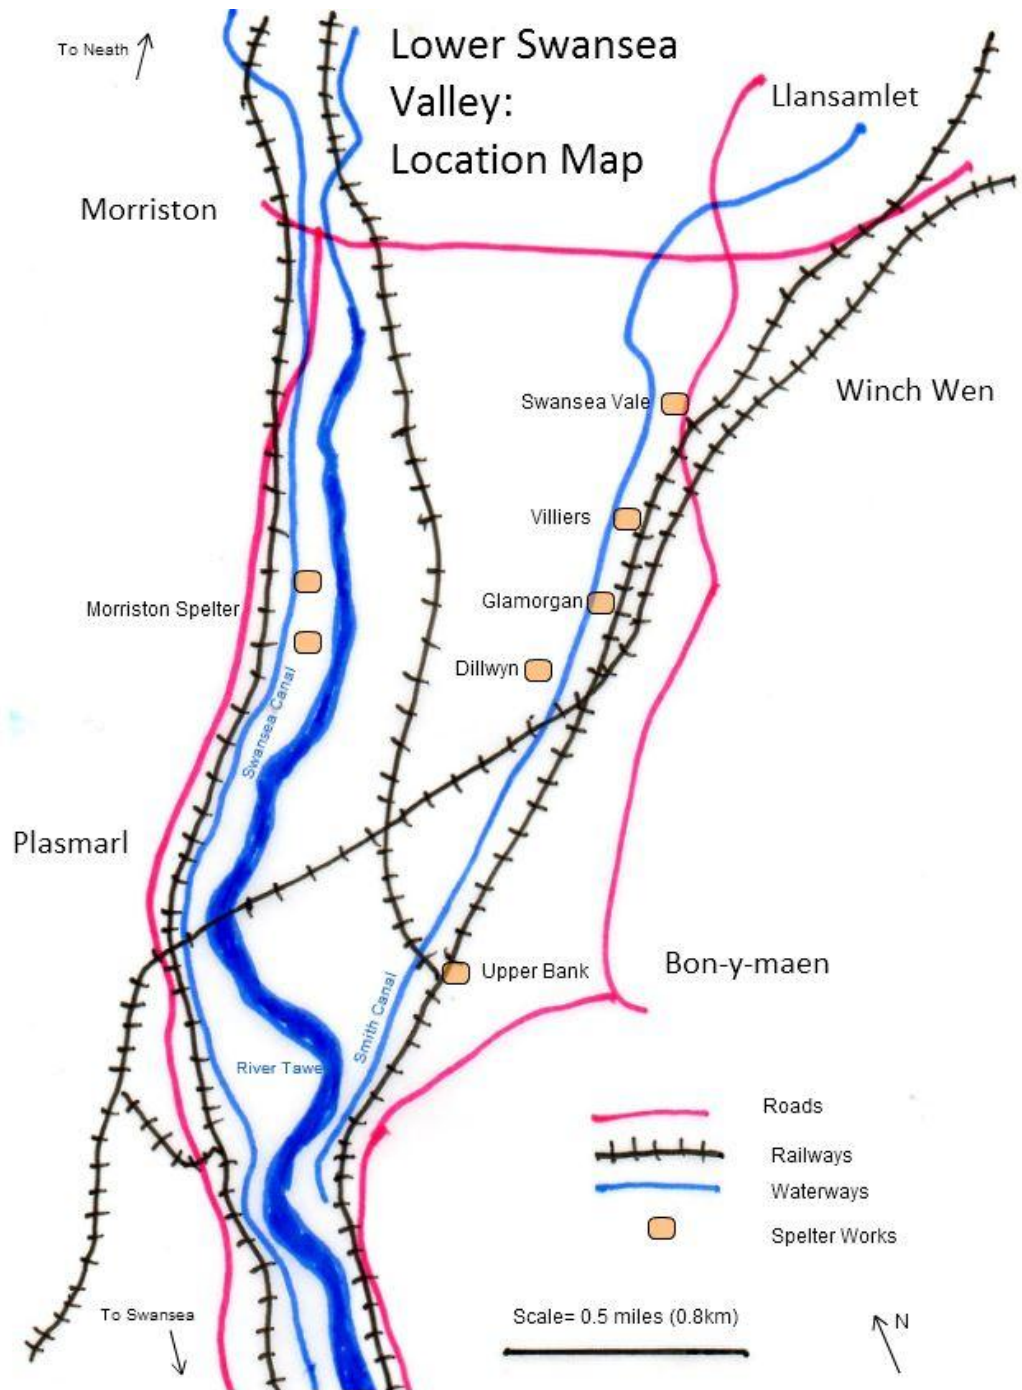 To Neath
Lower Swansea
Valley:
Location Map
Llansamlet
Morriston
Winch Wen
Swansea Vale
Villiers
Glamorgan
Morriston Spelter
Dillwyn
Swansea Canal
Plasmarl
Upper Bank
Bon-y-maen
Smith Canal
River Tawe
Roads
Railways
Waterways
Spelter Works
To Swansea
Scale= 0.5 miles (0.8km)
N